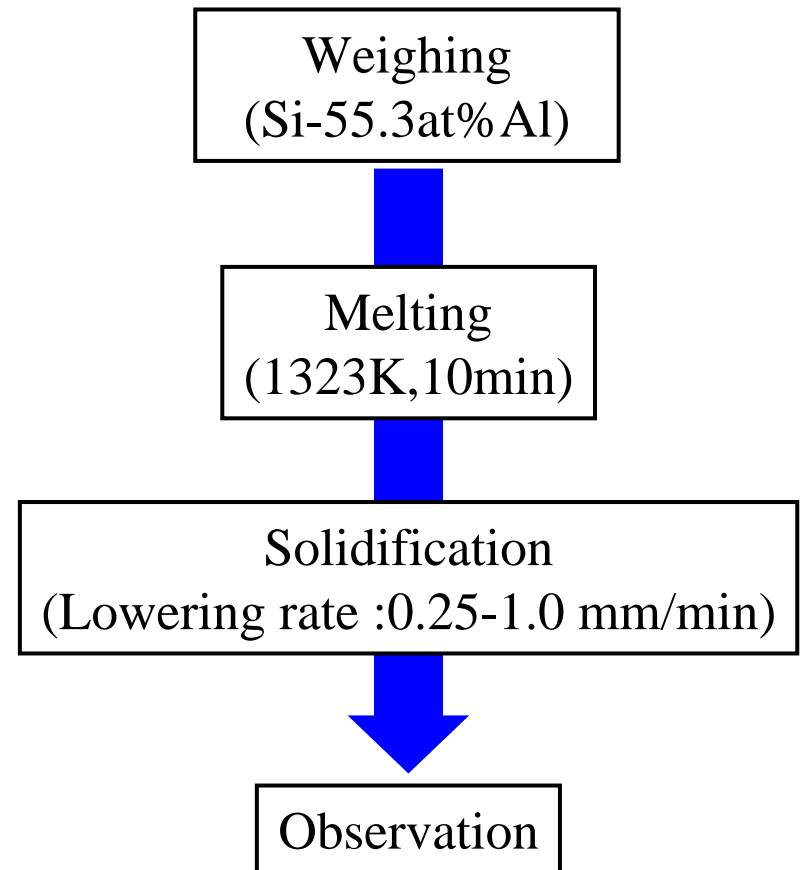 Weighing
(Si-55.3at%Al)
Melting
(1323K,10min)
Solidification
(Lowering rate :0.25-1.0 mm/min)
Observation